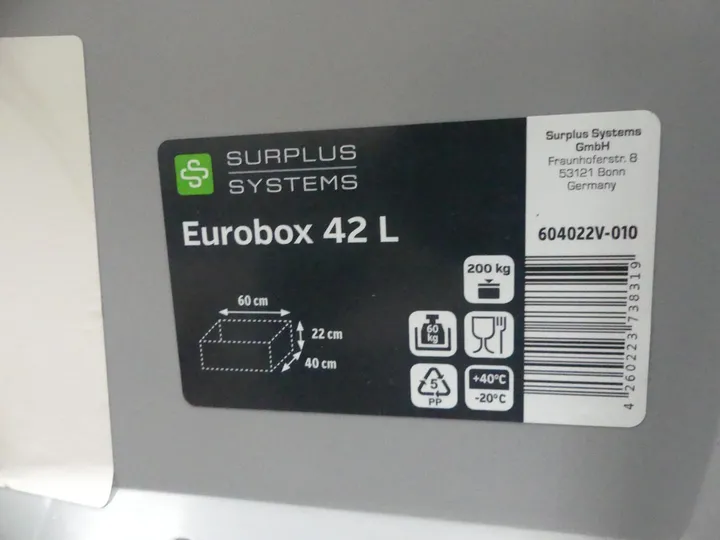 SURPLUS
SYSTEMS
Eurobox 42 L
60 cm
22 cm
40 cm
200 kg
60
kg
5
PP
+40°C
-20°C
Surplus Systems
GmbH
Fraunhoferstr. 8
53121 Bonn
Germany
604022V-010
4 260223 738319